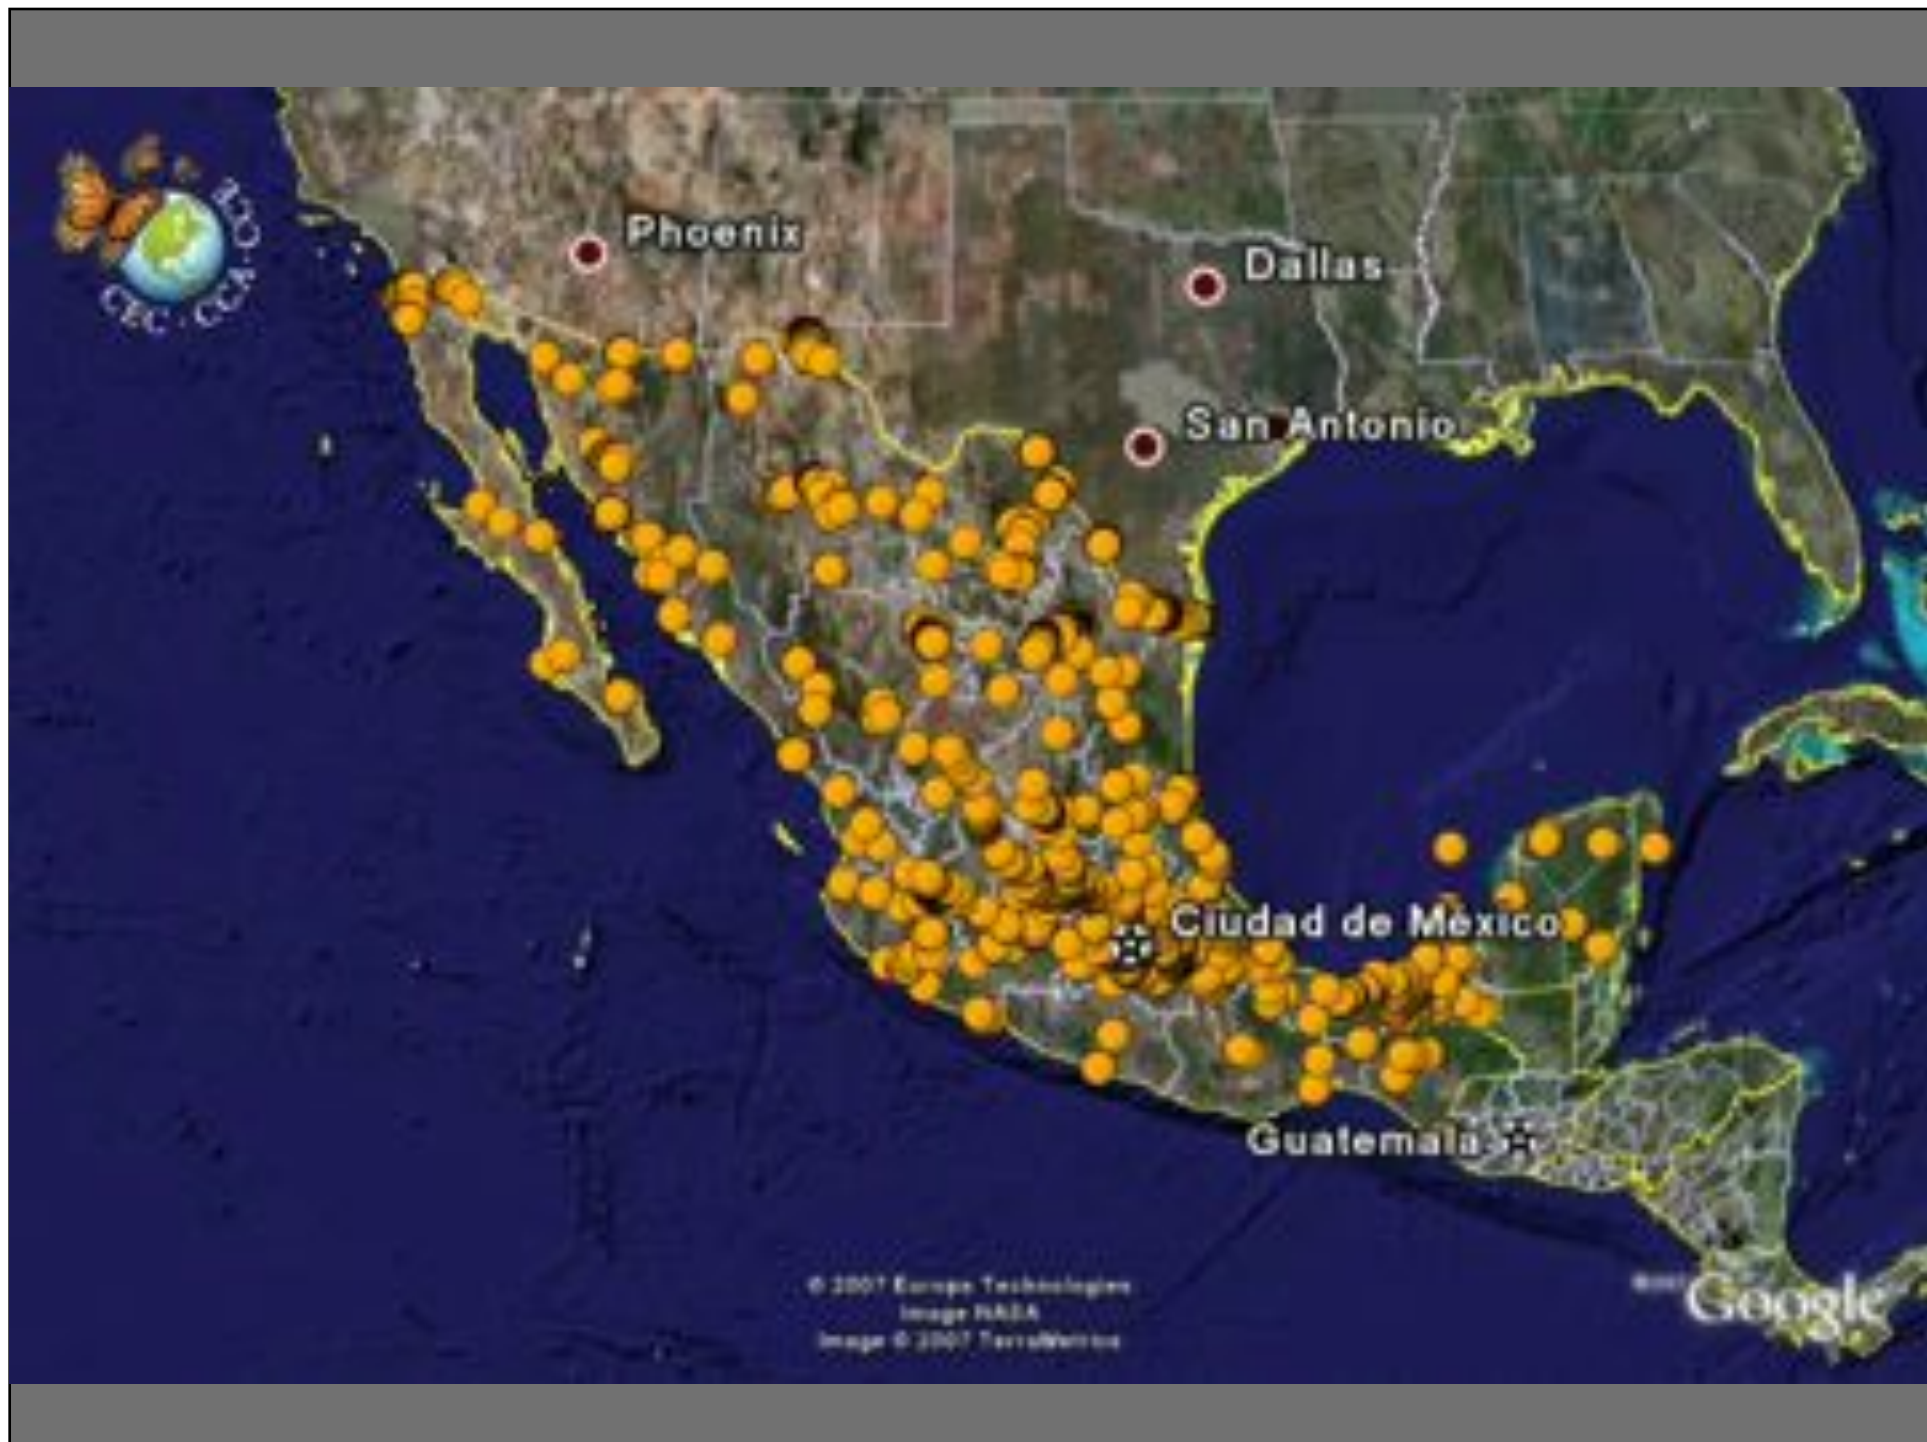 CEC · CCA · CCE
Phoenix
Dallas
San Antonio
Ciudad de México
Guatemala
© 2007 Europa Technologies
Image NASA
Image © 2007 TerraMetrics
Google